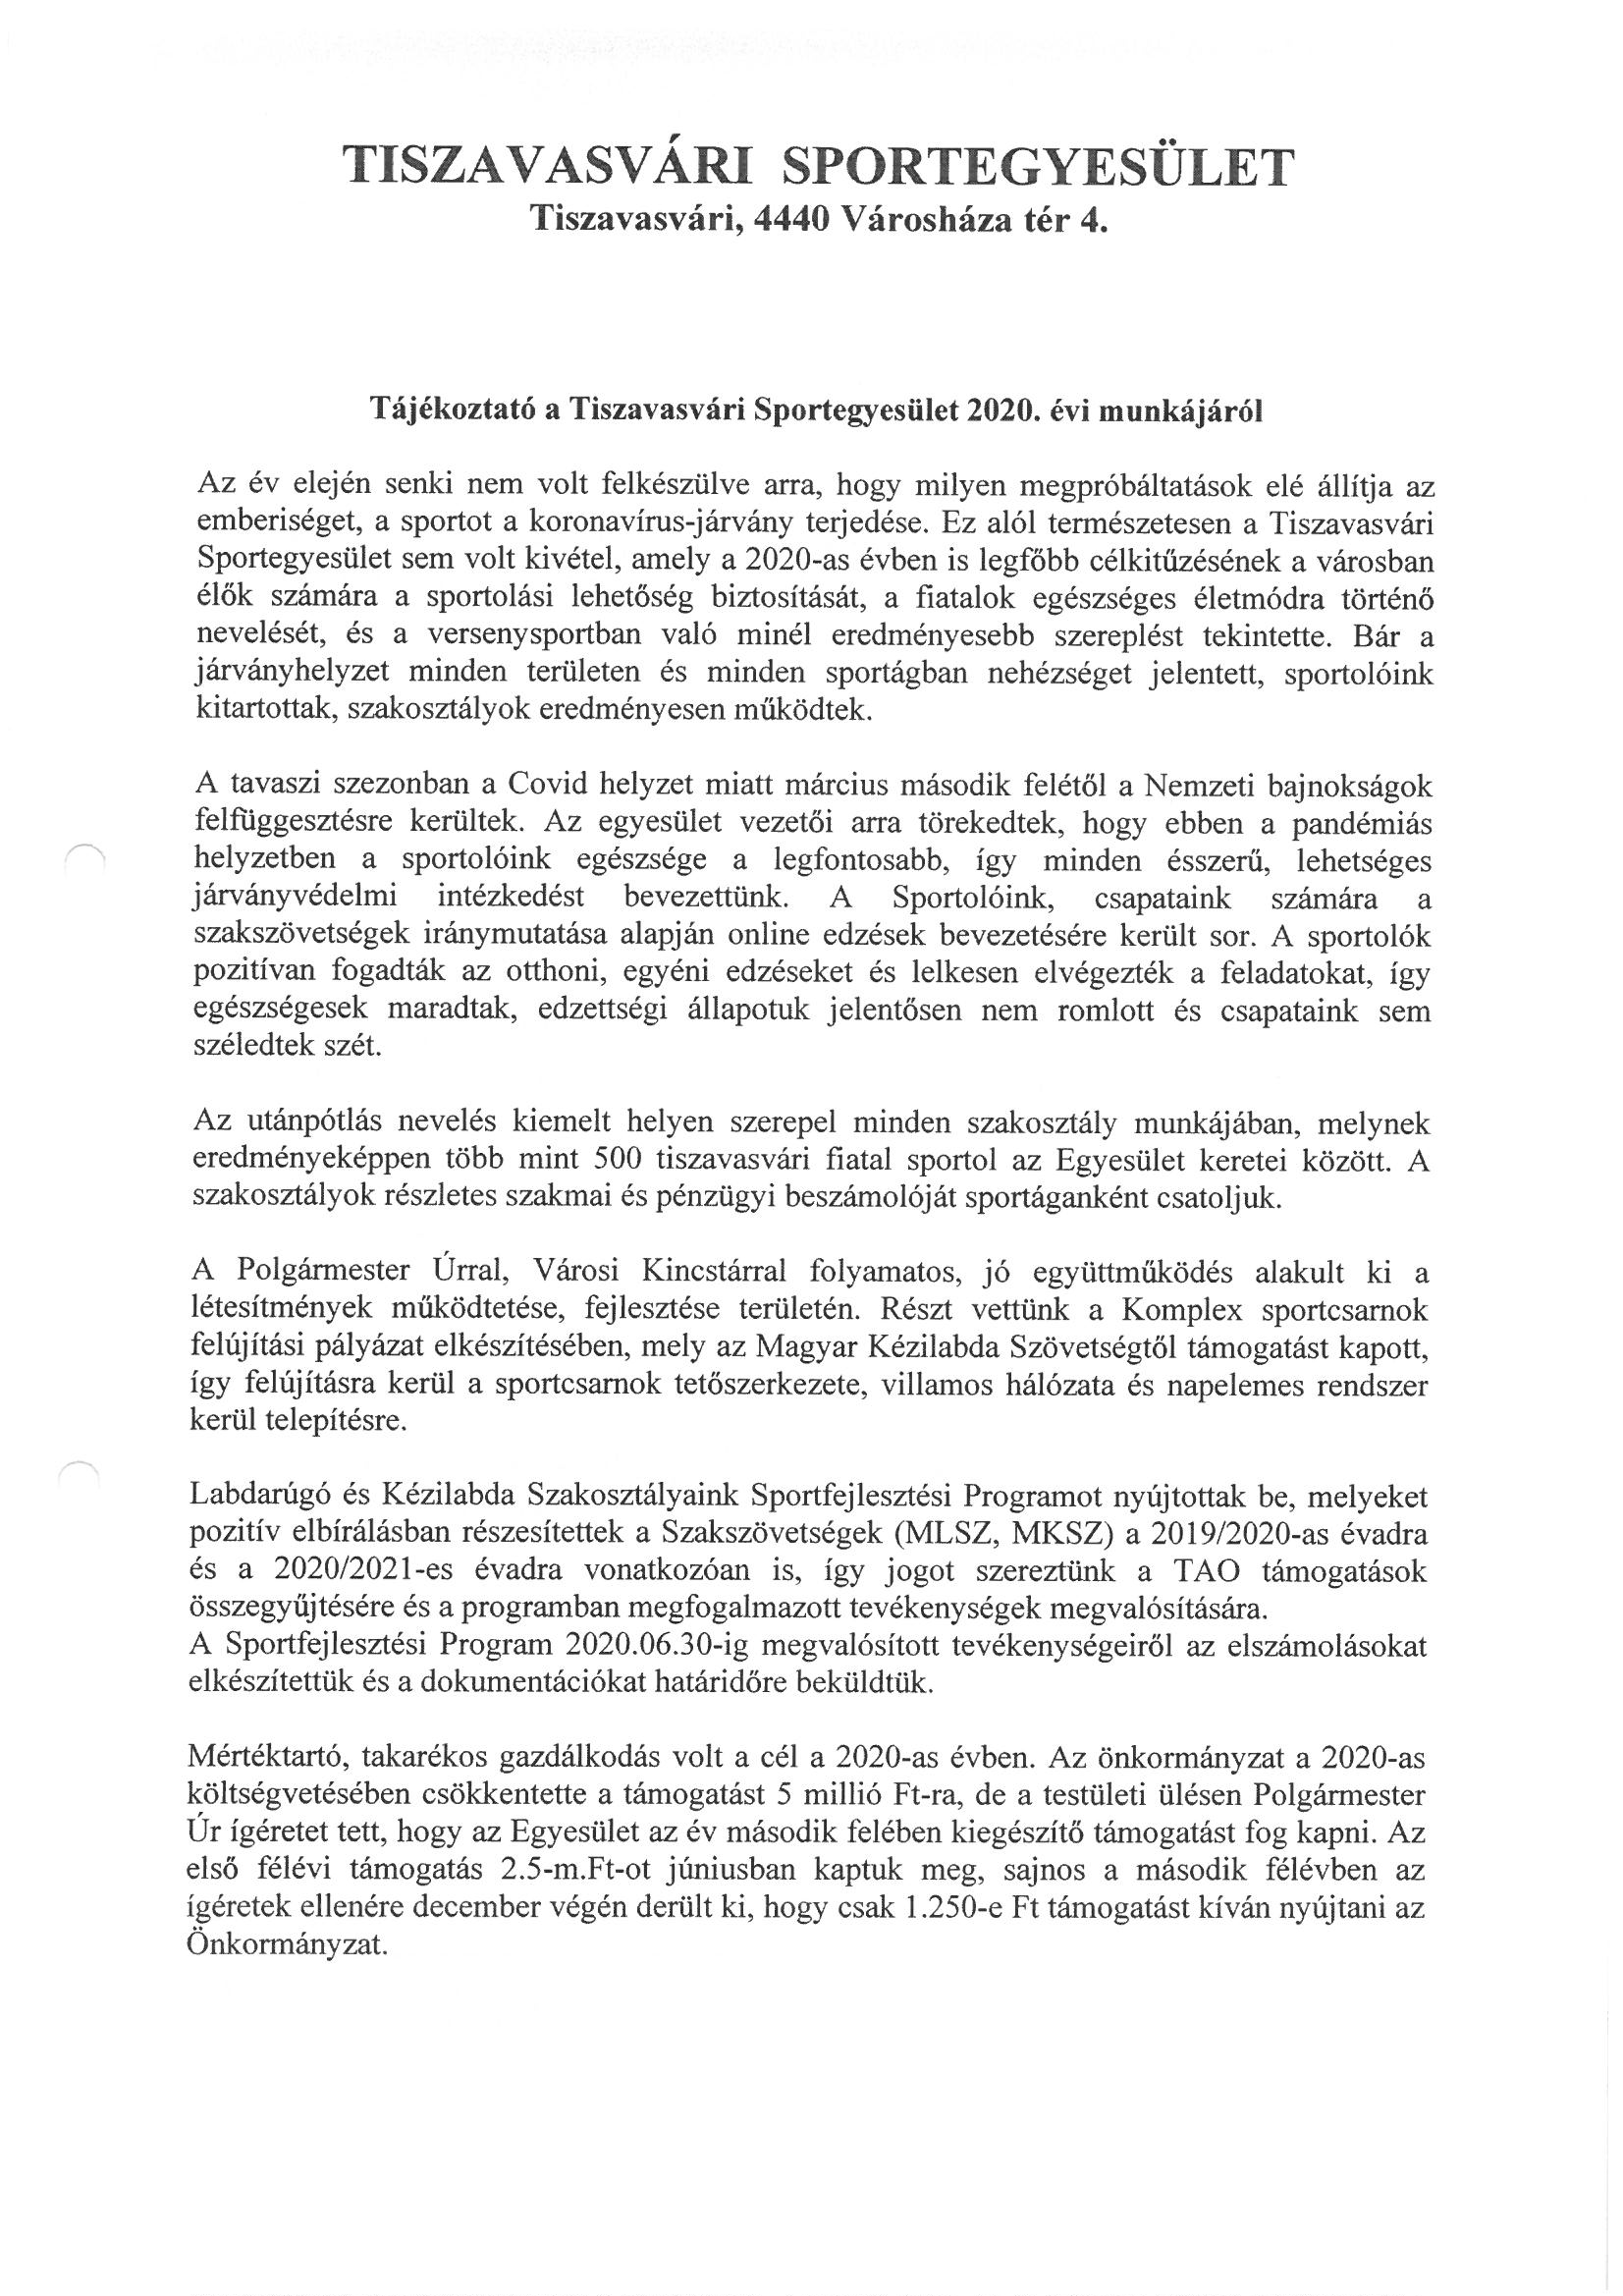 TISZAVASVÁRI SPORTEGYESÜLET
Tiszavasvári, 4440 Városháza tér 4.
Tájékoztató a Tiszavasvári Sportegyesület 2020. évi munkájáról
Az év elején senki nem volt felkészülve arra, hogy milyen megpróbáltatások elé állítja az
emberiséget, a sportot a koronavírus-járvány terjedése. Ez alól természetesen a Tiszavasvári
Sportegyesület sem volt kivétel, amely a 2020-as évben is legfőbb célkitűzésének a városban
élők számára a sportolási lehetőség biztosítását, a fiatalok egészséges életmódra történő
nevelését, és a versenysportban való minél eredményesebb szereplést tekintette. Bár a
járványhelyzet minden területen és minden sportágban nehézséget jelentett, sportolóink
kitartottak, szakosztályok eredményesen működtek.
A tavaszi szezonban a Covid helyzet miatt március második felétől a Nemzeti bajnokságok
felfüggesztésre kerültek. Az egyesület vezetői arra törekedtek, hogy ebben a pandémiás
helyzetben a sportolóink egészsége a legfontosabb, így minden ésszerű, lehetséges
járványvédelmi intézkedést bevezettünk. A Sportolóink, csapataink számára a
szakszövetségek iránymutatása alapján online edzések bevezetésére került sor. A sportolók
pozitívan fogadták az otthoni, egyéni edzéseket és lelkesen elvégezték a feladatokat, így
egészségesek maradtak, edzettségi állapotuk jelentősen nem romlott és csapataink sem
széledtek szét.
Az utánpótlás nevelés kiemelt helyen szerepel minden szakosztály munkájában, melynek
eredményeképpen több mint 500 tiszavasvári fiatal sportol az Egyesület keretei között. A
szakosztályok részletes szakmai és pénzügyi beszámolóját sportáganként csatoljuk.
A Polgármester Úrral, Városi Kincstárral folyamatos, jó együttműködés alakult ki a
létesítmények működtetése, fejlesztése területén. Részt vettünk a Komplex sportcsarnok
felújítási pályázat elkészítésében, mely az Magyar Kézilabda Szövetségtől támogatást kapott,
így felújításra kerül a sportcsarnok tetőszerkezete, villamos hálózata és napelemes rendszer
kerül telepítésre.
Labdarúgó és Kézilabda Szakosztályaink Sportfejlesztési Programot nyújtottak be, melyeket
pozitív elbírálásban részesítettek a Szakszövetségek (MLSZ, MKSZ) a 2019/2020-as évadra
és a 2020/2021-es évadra vonatkozóan is, így jogot szereztünk a TAO támogatások
összegyűjtésére és a programban megfogalmazott tevékenységek megvalósítására.
A Sportfejlesztési Program 2020.06.30-ig megvalósított tevékenységeiről az elszámolásokat
elkészítettük és a dokumentációkat határidőre beküldtük.
Mértéktartó, takarékos gazdálkodás volt a cél a 2020-as évben. Az önkormányzat a 2020-as
költségvetésében csökkentette a támogatást 5 millió Ft-ra, de a testületi ülésen Polgármester
Úr ígéretet tett, hogy az Egyesület az év második felében kiegészítő támogatást fog kapni. Az
első félévi támogatás 2.5-m.Ft-ot júniusban kaptuk meg, sajnos a második félévben az
ígéretek ellenére december végén derült ki, hogy csak 1.250-e Ft támogatást kíván nyújtani az
Önkormányzat.